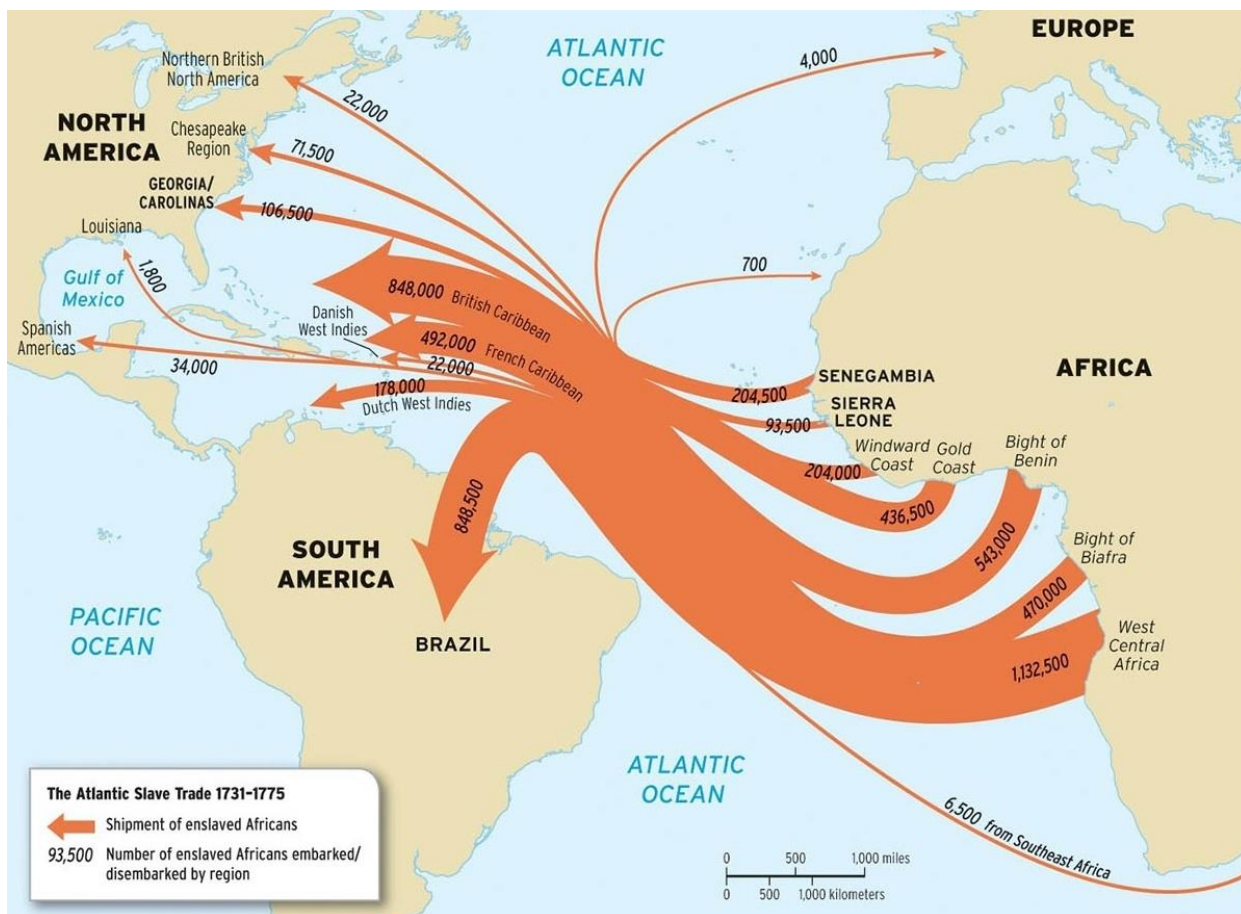 EUROPE
ATLANTIC
OCEAN
4,000
Northern British
North America
22,000
NORTH
AMERICA
Chesapeake
Region
71,500
GEORGIA/
CAROLINAS
106,500
Louisiana
1,800
Gulf of
Mexico
700
848,000 British Caribbean
Danish
West Indies
492,000 French Caribbean
Spanish
Americas
34,000
22,000
178,000
Dutch West Indies
AFRICA
SENEGAMBIA
204,500
SIERRA
LEONE
93,500
Windward
Coast
Gold
Coast
Bight of
Benin
204,000
436,500
543,000
848,500
SOUTH
AMERICA
Bight of
Biafra
470,000
PACIFIC
OCEAN
BRAZIL
West
Central
Africa
1,132,500
ATLANTIC
OCEAN
6,500 from Southeast Africa
The Atlantic Slave Trade 1731–1775
Shipment of enslaved Africans
93,500 Number of enslaved Africans embarked/
disembarked by region
0 500 1,000 miles
0 500 1,000 kilometers